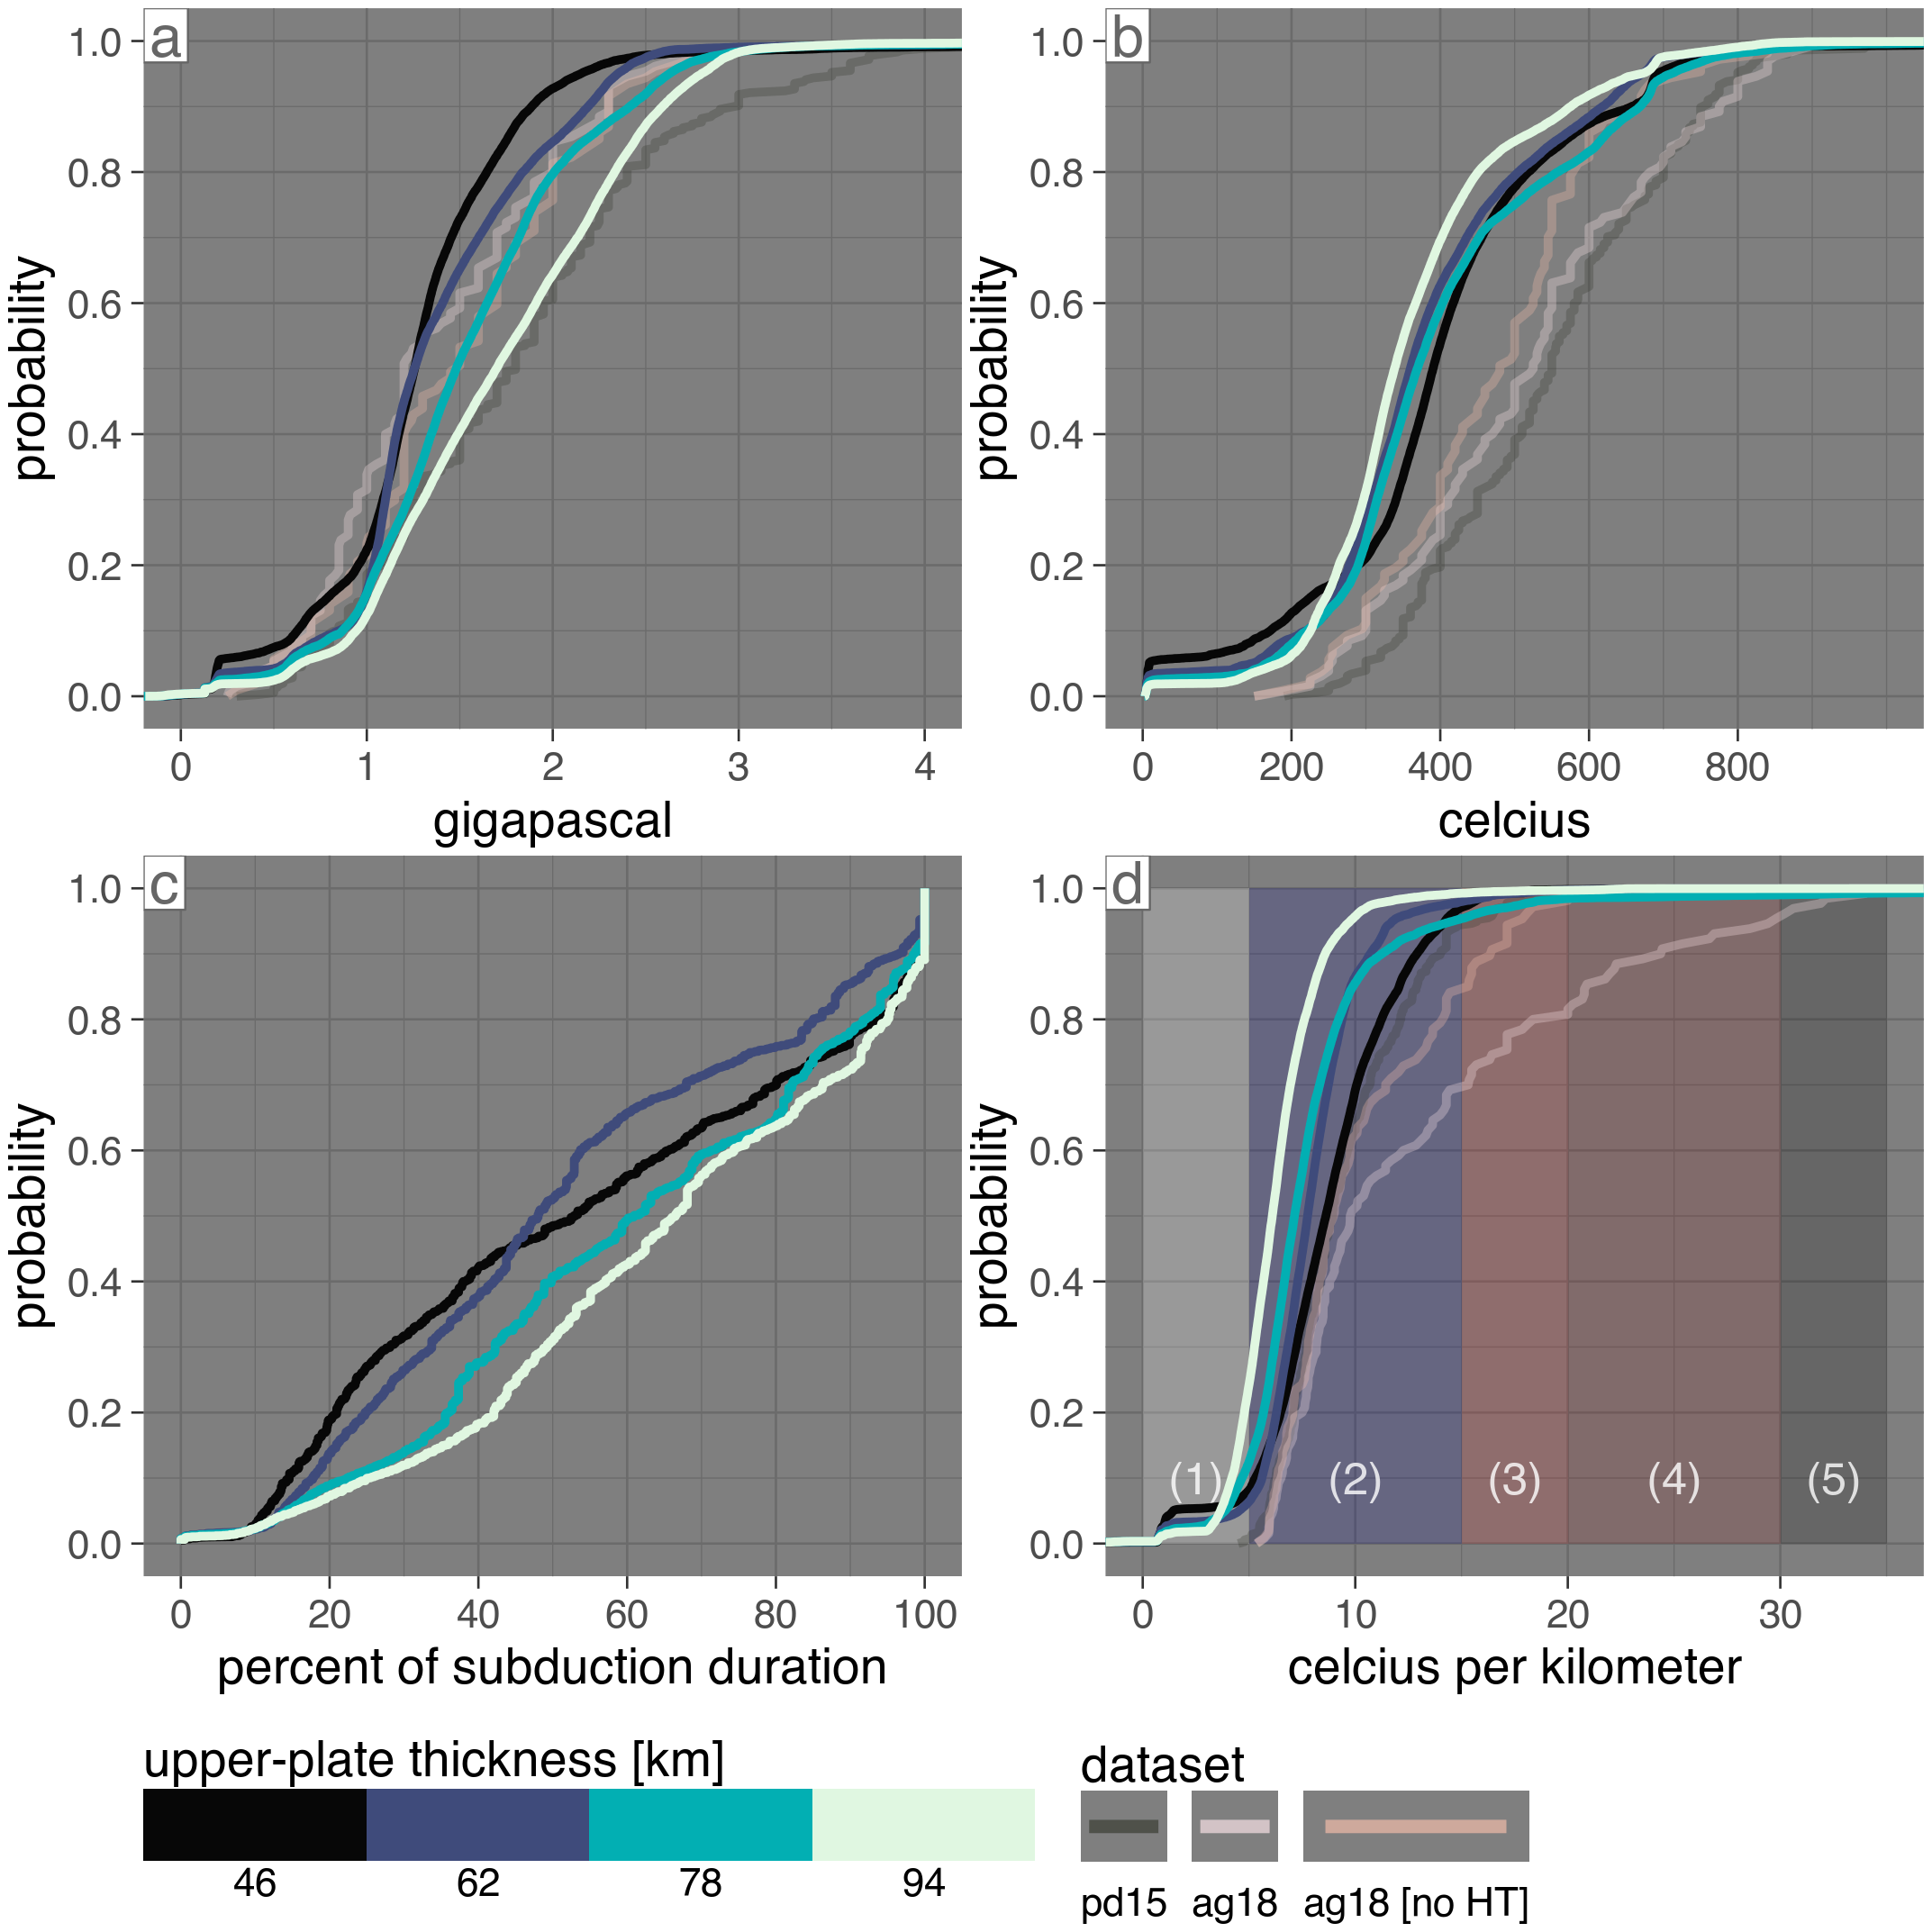 a
b
1.0
0.8
0.6
0.4
0.2
0.0
probability
0 1 2 3 4
gigapascal
1.0
0.8
0.6
0.4
0.2
0.0
probability
0 200 400 600 800
celcius
c
d
1.0
0.8
0.6
0.4
0.2
0.0
probability
0 20 40 60 80 100
percent of subduction duration
1.0
0.8
0.6
0.4
0.2
0.0
probability
(1) (2) (3) (4) (5)
0 10 20 30
celcius per kilometer
upper-plate thickness [km]
46 62 78 94
dataset
pd15 ag18 ag18 [no HT]